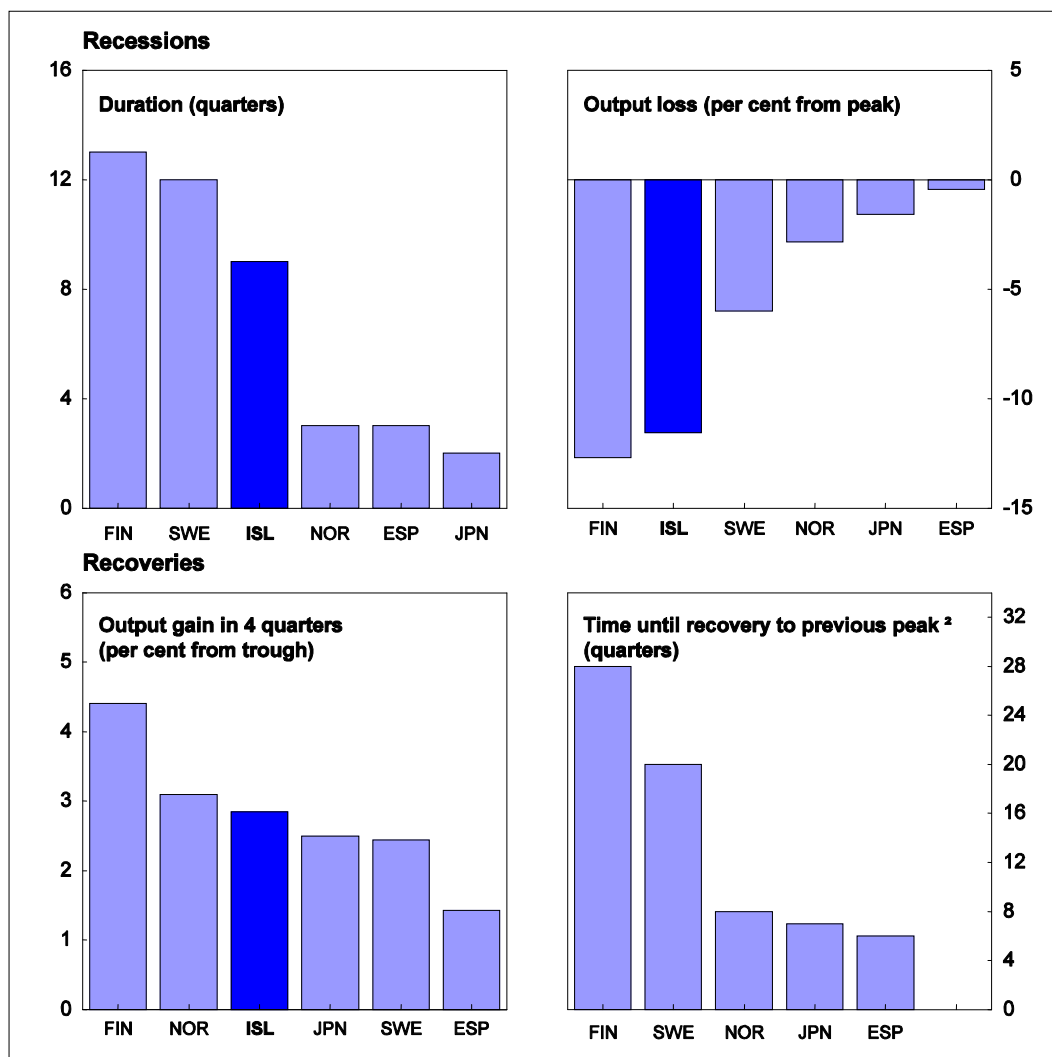 Recessions
Duration (quarters)
16
12
8
4
0
FIN SWE ISL NOR ESP JPN
Output loss (per cent from peak)
5
0
-5
-10
-15
FIN ISL SWE NOR JPN ESP
Recoveries
Output gain in 4 quarters
(per cent from trough)
6
5
4
3
2
1
0
FIN NOR ISL JPN SWE ESP
Time until recovery to previous peak ²
(quarters)
32
28
24
20
16
12
8
4
0
FIN SWE NOR JPN ESP